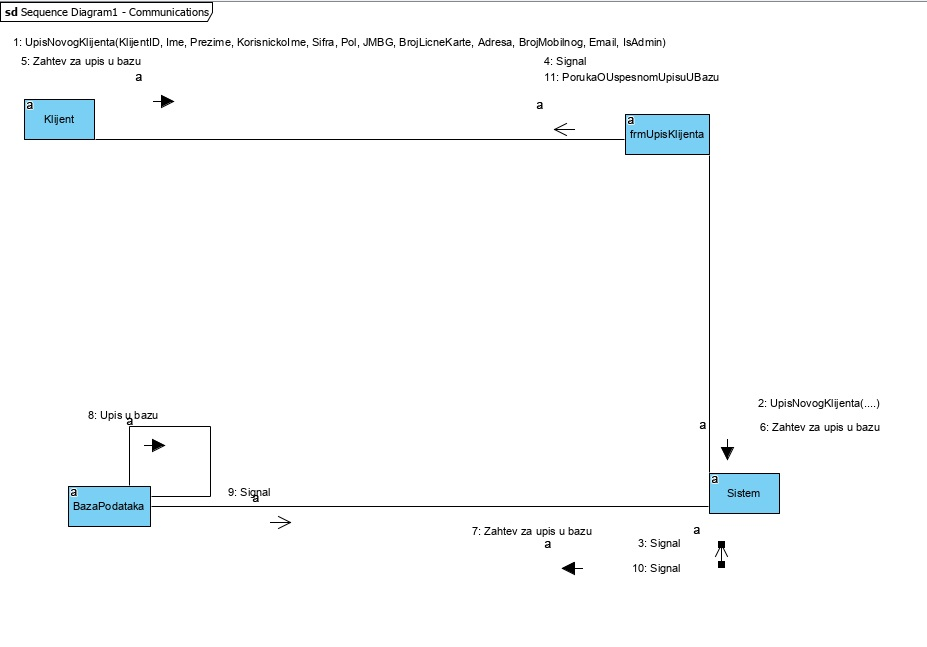 sd Sequence Diagram1 - Communications
1: UpisNovogKlijenta(KlijentID, Ime, Prezime, KorisnickoIme, Sifra, Pol, JMBG, BrojLicneKarte, Adresa, BrojMobilnog, Email, IsAdmin)
5: Zahtev za upis u bazu
4: Signal
a
11: PorukaOUspesnomUpisuUBazu
a
a
Klijent
a
frmUpisKlijenta
2: UpisNovogKlijenta(....)
8: Upis u bazu
a
a
6: Zahtev za upis u bazu
a
BazaPodataka
9: Signal
a
a
Sistem
7: Zahtev za upis u bazu
a
a
3: Signal
10: Signal